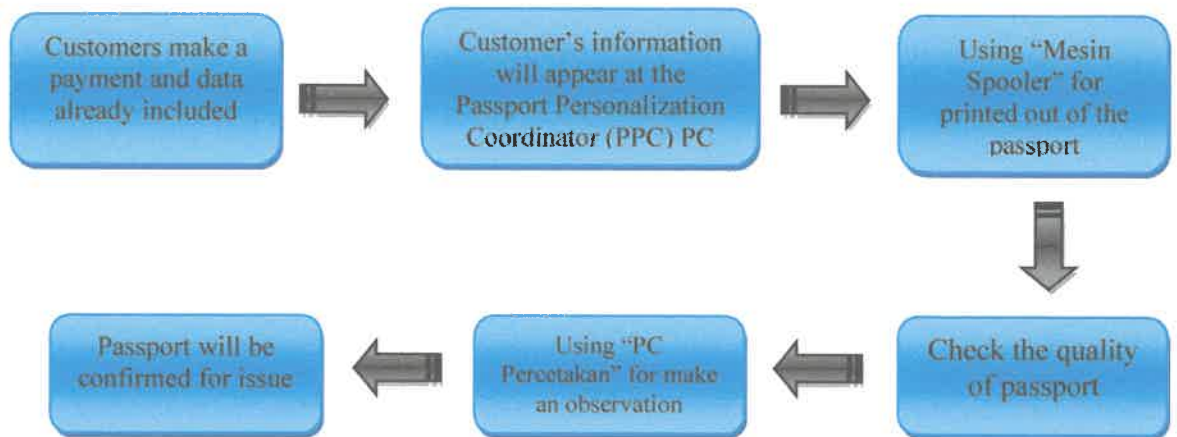 Customers make a
payment and data
already included
Customer's information
will appear at the
Passport Personalization
Coordinator (PPC) PC
Using “Mesin
Spooler” for
printed out of the
passport
Check the quality
of passport
Using “PC
Percetakan” for make
an observation
Passport will be
confirmed for issue